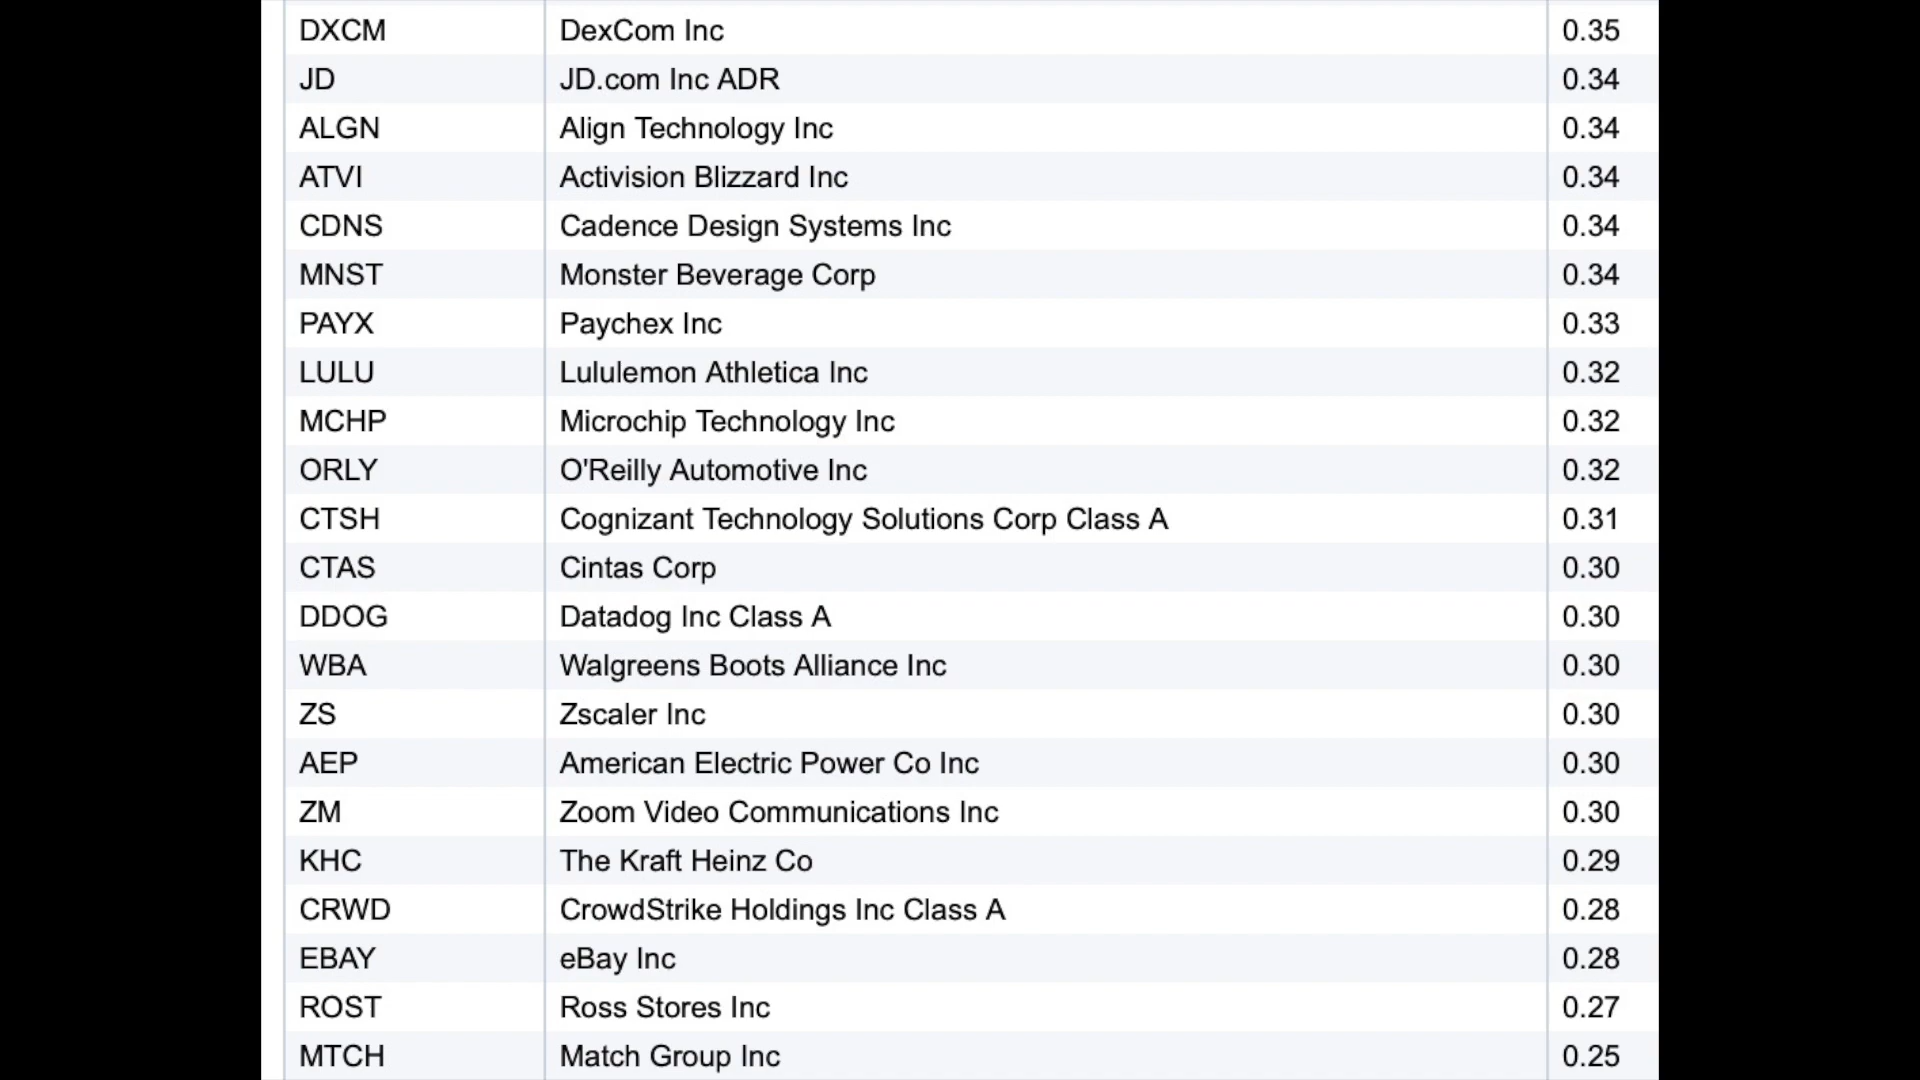 DXCM DexCom Inc 0.35
JD JD.com Inc ADR 0.34
ALGN Align Technology Inc 0.34
ATVI Activision Blizzard Inc 0.34
CDNS Cadence Design Systems Inc 0.34
MNST Monster Beverage Corp 0.34
PAYX Paychex Inc 0.33
LULU Lululemon Athletica Inc 0.32
MCHP Microchip Technology Inc 0.32
ORLY O'Reilly Automotive Inc 0.32
CTSH Cognizant Technology Solutions Corp Class A 0.31
CTAS Cintas Corp 0.30
DDOG Datadog Inc Class A 0.30
WBA Walgreens Boots Alliance Inc 0.30
ZS Zscaler Inc 0.30
AEP American Electric Power Co Inc 0.30
ZM Zoom Video Communications Inc 0.30
KHC The Kraft Heinz Co 0.29
CRWD CrowdStrike Holdings Inc Class A 0.28
EBAY eBay Inc 0.28
ROST Ross Stores Inc 0.27
MTCH Match Group Inc 0.25